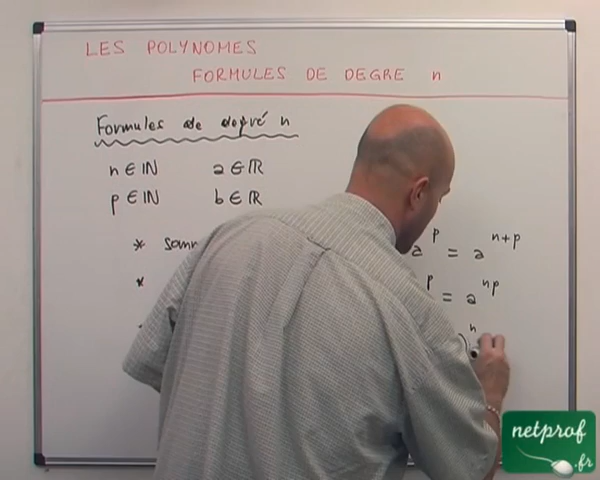 LES POLYNOMES
FORMULES DE DEGRE n
Formules de degré n
n ∈ IN a ∈ IR
p ∈ IN b ∈ IR
* a^p = a^{n+p}
* ^p = a^{np}
)^n
netprof
.fr